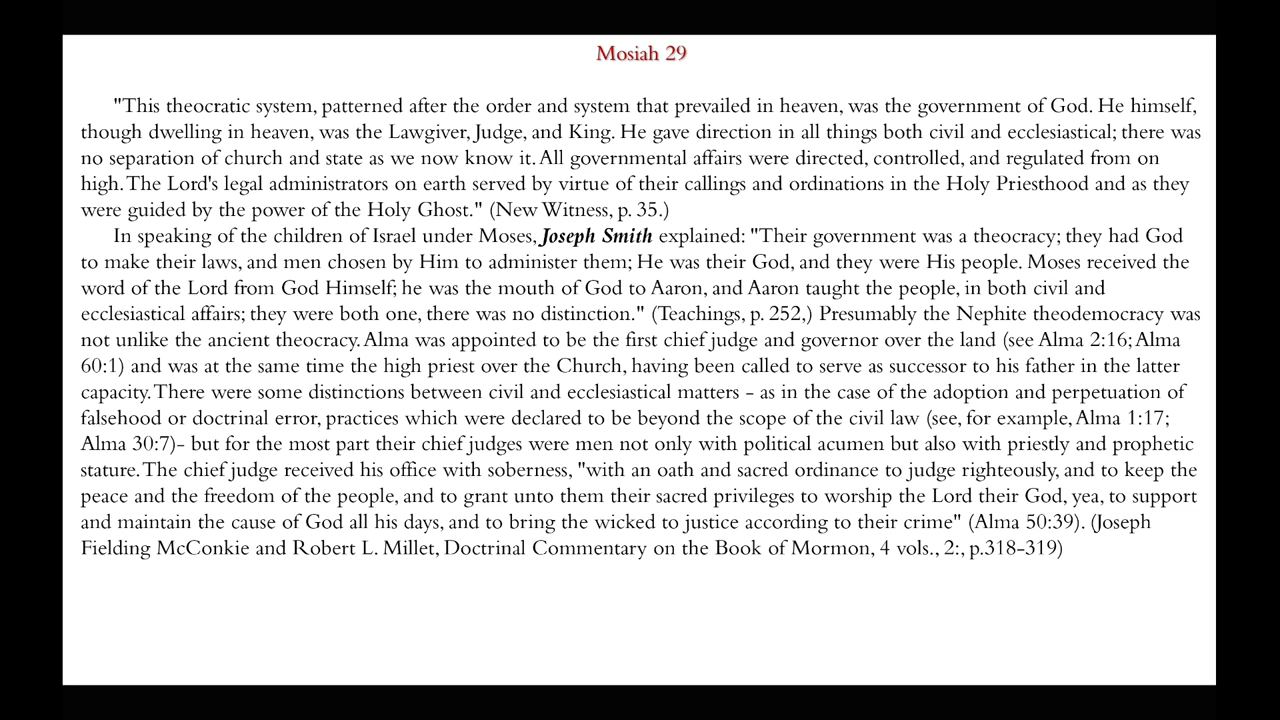 Mosiah 29
"This theocratic system, patterned after the order and system that prevailed in heaven, was the government of God. He himself,
though dwelling in heaven, was the Lawgiver, Judge, and King. He gave direction in all things both civil and ecclesiastical; there was
no separation of church and state as we now know it. All governmental affairs were directed, controlled, and regulated from on
high. The Lord's legal administrators on earth served by virtue of their callings and ordinations in the Holy Priesthood and as they
were guided by the power of the Holy Ghost." (New Witness, p. 35.)
In speaking of the children of Israel under Moses, Joseph Smith explained: "Their government was a theocracy; they had God
to make their laws, and men chosen by Him to administer them; He was their God, and they were His people. Moses received the
word of the Lord from God Himself; he was the mouth of God to Aaron, and Aaron taught the people, in both civil and
ecclesiastical affairs; they were both one, there was no distinction." (Teachings, p. 252,) Presumably the Nephite theodemocracy was
not unlike the ancient theocracy. Alma was appointed to be the first chief judge and governor over the land (see Alma 2:16; Alma
60:1) and was at the same time the high priest over the Church, having been called to serve as successor to his father in the latter
capacity. There were some distinctions between civil and ecclesiastical matters - as in the case of the adoption and perpetuation of
falsehood or doctrinal error, practices which were declared to be beyond the scope of the civil law (see, for example, Alma 1:17;
Alma 30:7)- but for the most part their chief judges were men not only with political acumen but also with priestly and prophetic
stature. The chief judge received his office with soberness, "with an oath and sacred ordinance to judge righteously, and to keep the
peace and the freedom of the people, and to grant unto them their sacred privileges to worship the Lord their God, yea, to support
and maintain the cause of God all his days, and to bring the wicked to justice according to their crime" (Alma 50:39). (Joseph
Fielding McConkie and Robert L. Millet, Doctrinal Commentary on the Book of Mormon, 4 vols., 2:, p.318-319)